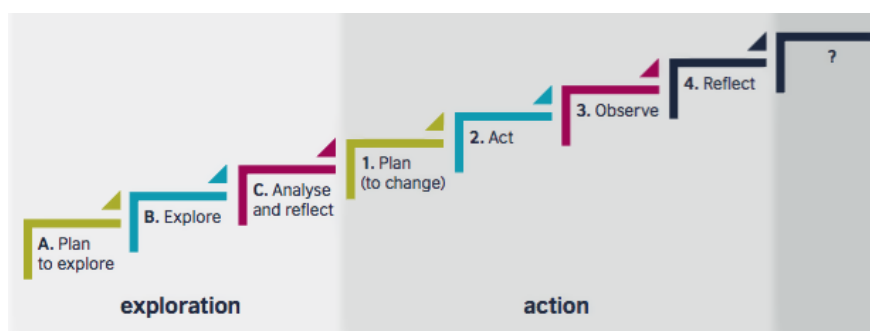 A. Plan
to explore
B. Explore
C. Analyse
and reflect
1. Plan
(to change)
2. Act
3. Observe
4. Reflect
?
exploration
action